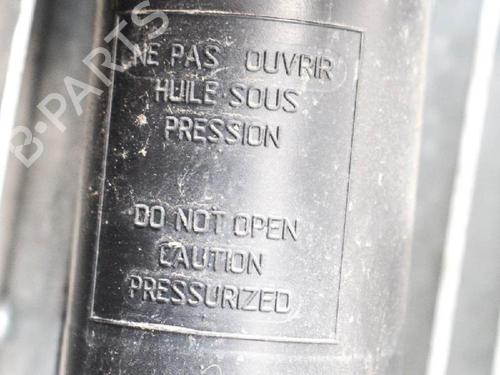 B-PARTS
NE PAS OUVRIR
HUILE SOUS
PRESSION
DO NOT OPEN
CAUTION
PRESSURIZED